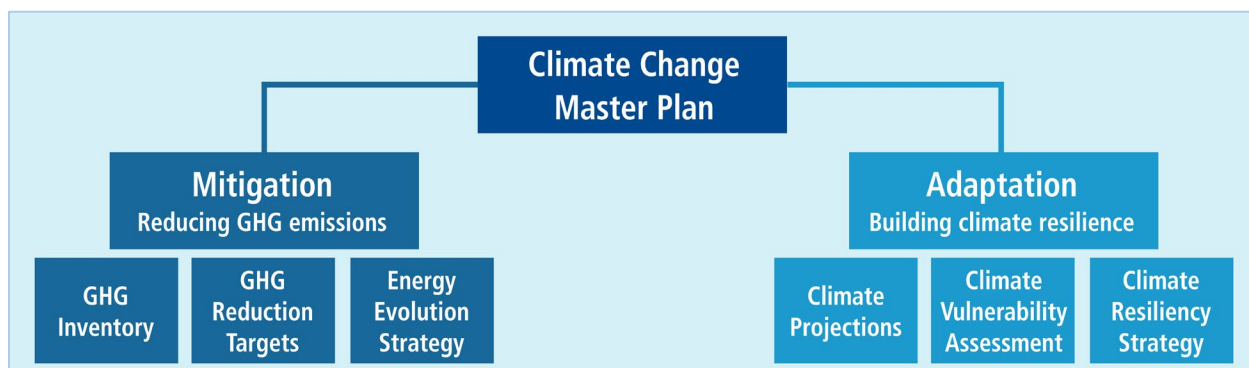 Climate Change
Master Plan
Mitigation
Reducing GHG emissions
Adaptation
Building climate resilience
GHG
Inventory
GHG
Reduction
Targets
Energy
Evolution
Strategy
Climate
Projections
Climate
Vulnerability
Assessment
Climate
Resiliency
Strategy